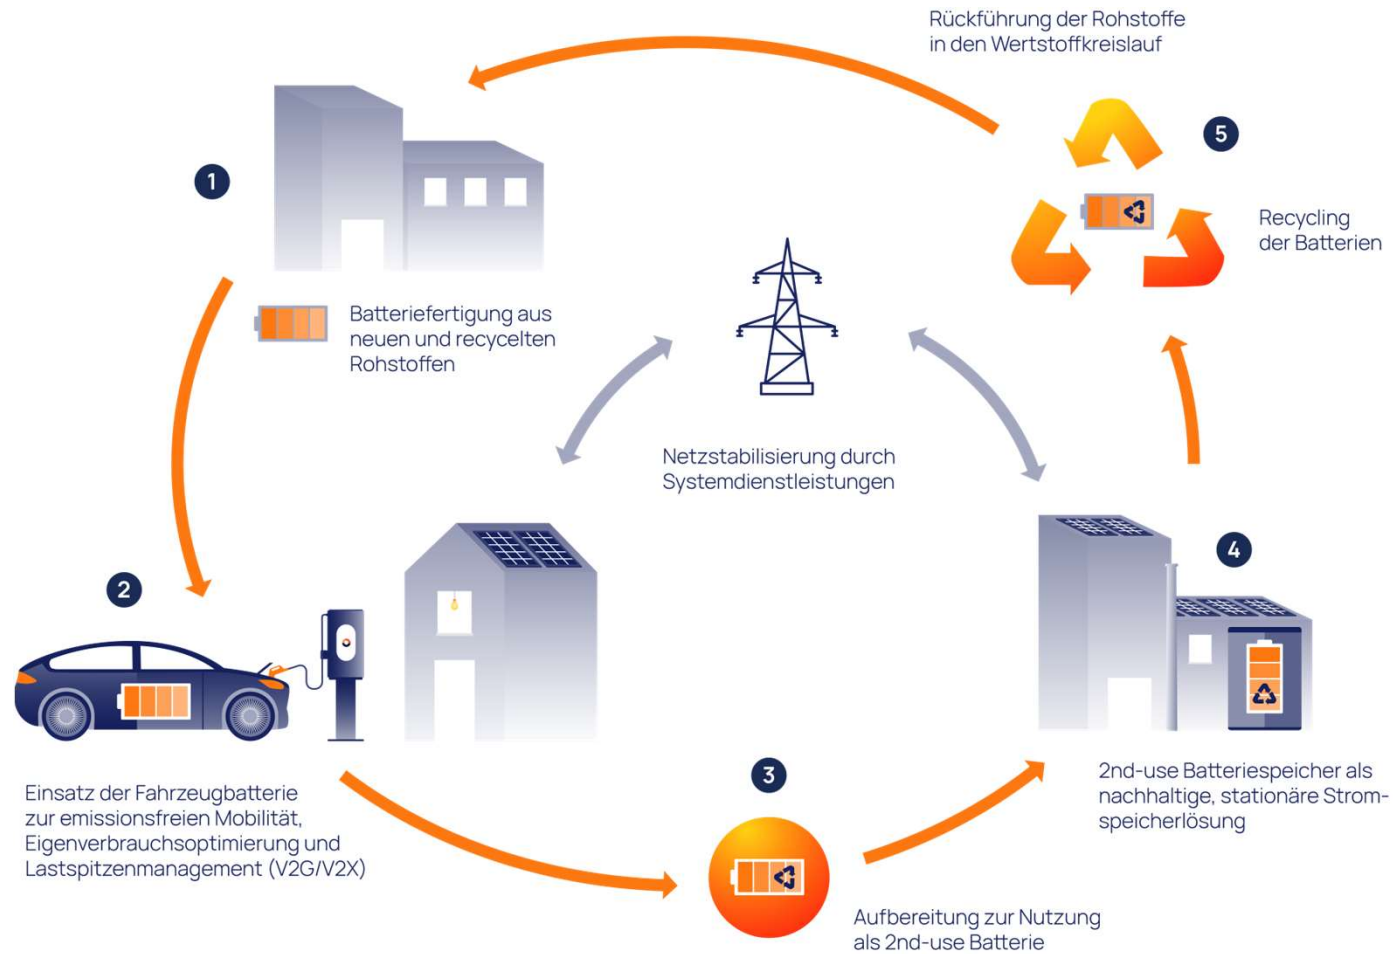 Rückführung der Rohstoffe
in den Wertstoffkreislauf
5
Recycling
der Batterien
1
Batteriefertigung aus
neuen und recycelten
Rohstoffen
Netzstabilisierung durch
Systemdienstleistungen
2
Einsatz der Fahrzeugbatterie
zur emissionsfreien Mobilität,
Eigenverbrauchsoptimierung und
Lastspitzenmanagement (V2G/V2X)
3
Aufbereitung zur Nutzung
als 2nd-use Batterie
4
2nd-use Batteriespeicher als
nachhaltige, stationäre Strom-
speicherlösung